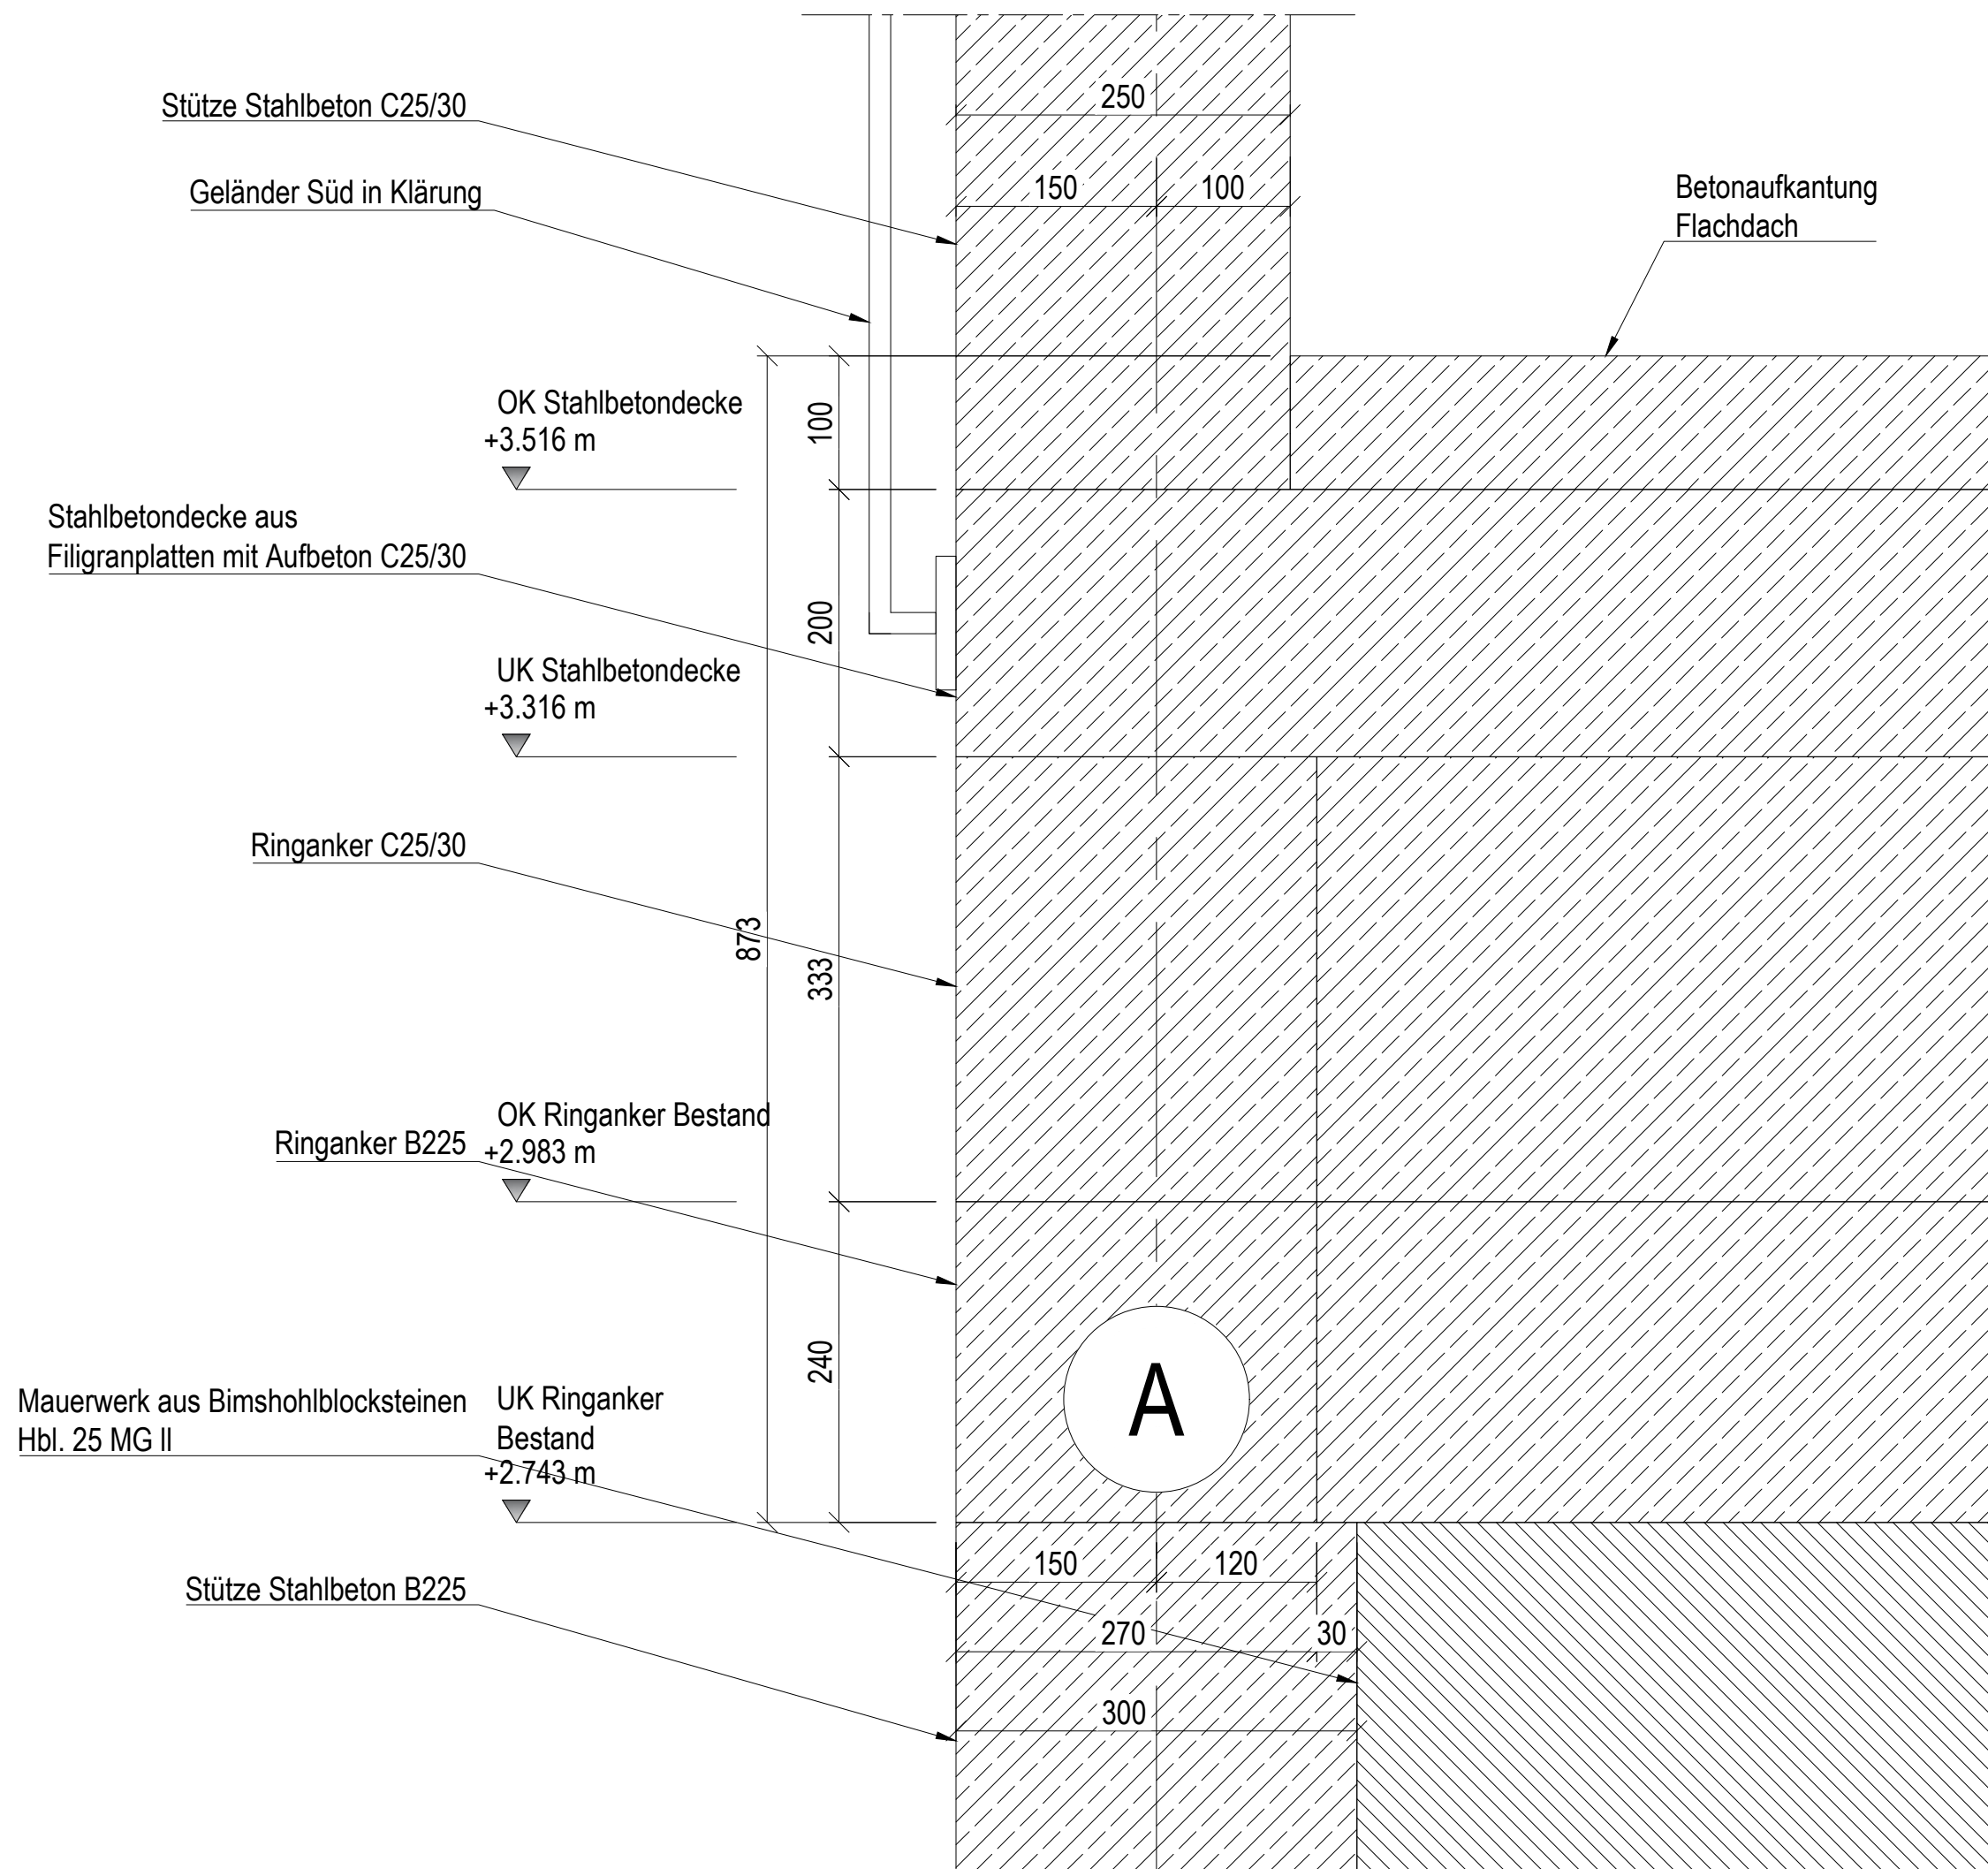 250
Stütze Stahlbeton C25/30
150
100
Geländer Süd in Klärung
Betonaufkantung
Flachdach
OK Stahlbetondecke
+3.516 m
100
Stahlbetondecke aus
Filigranplatten mit Aufbeton C25/30
200
UK Stahlbetondecke
+3.316 m
Ringanker C25/30
873
333
OK Ringanker Bestand
+2.983 m
Ringanker B225
240
A
Mauerwerk aus Bimshohlblocksteinen
Hbl. 25 MG II
UK Ringanker
Bestand
+2.743 m
150
120
Stütze Stahlbeton B225
270
30
300